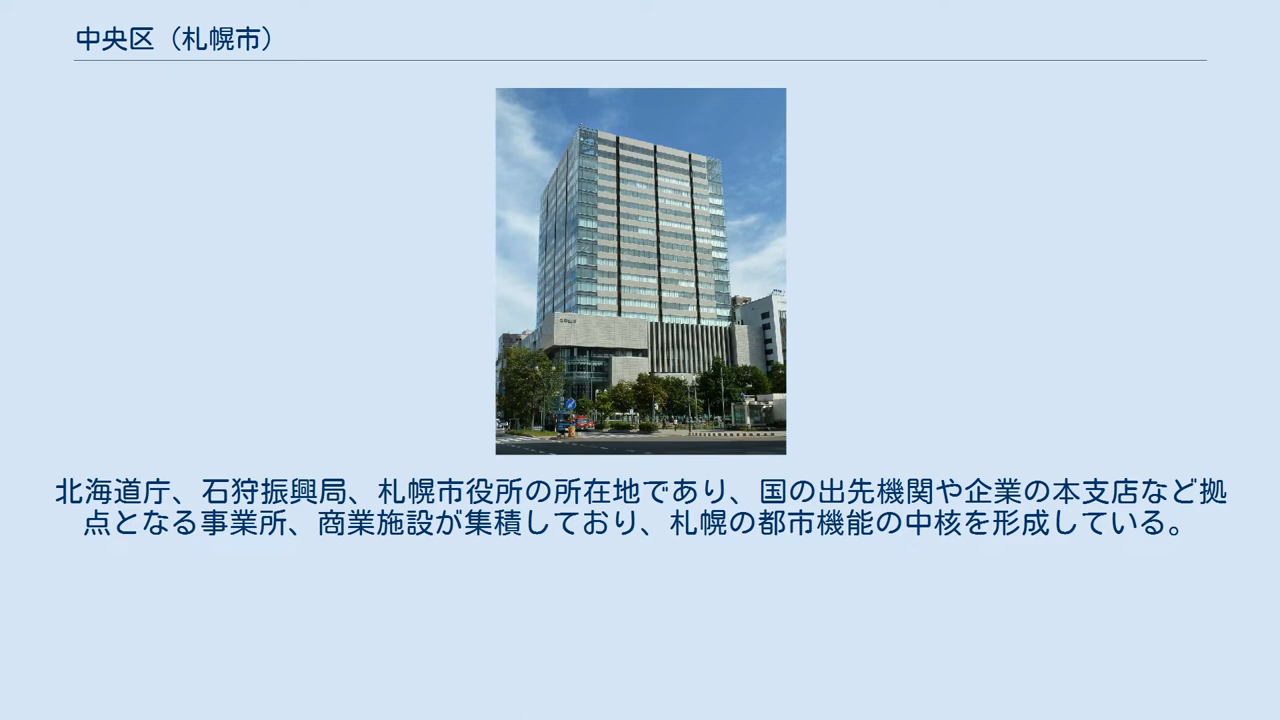 中央区（札幌市）
北海道庁、石狩振興局、札幌市役所の所在地であり、国の出先機関や企業の本支店など拠
点となる事業所、商業施設が集積しており、札幌の都市機能の中核を形成している。